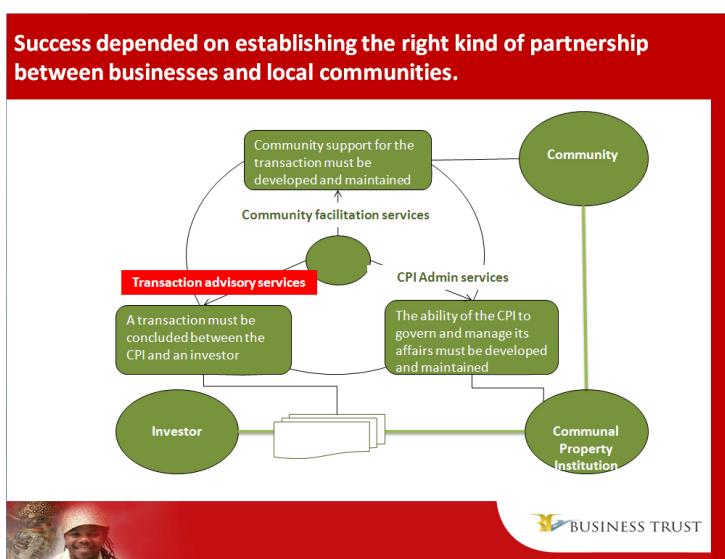 Success depended on establishing the right kind of partnership
between businesses and local communities.
Community support for the
transaction must be
developed and maintained
Community
Community facilitation services
Transaction advisory services
CPI Admin services
A transaction must be
concluded between the
CPI and an investor
The ability of the CPI to
govern and manage its
affairs must be developed
and maintained
Investor
Communal
Property
Institution
BUSINESS TRUST